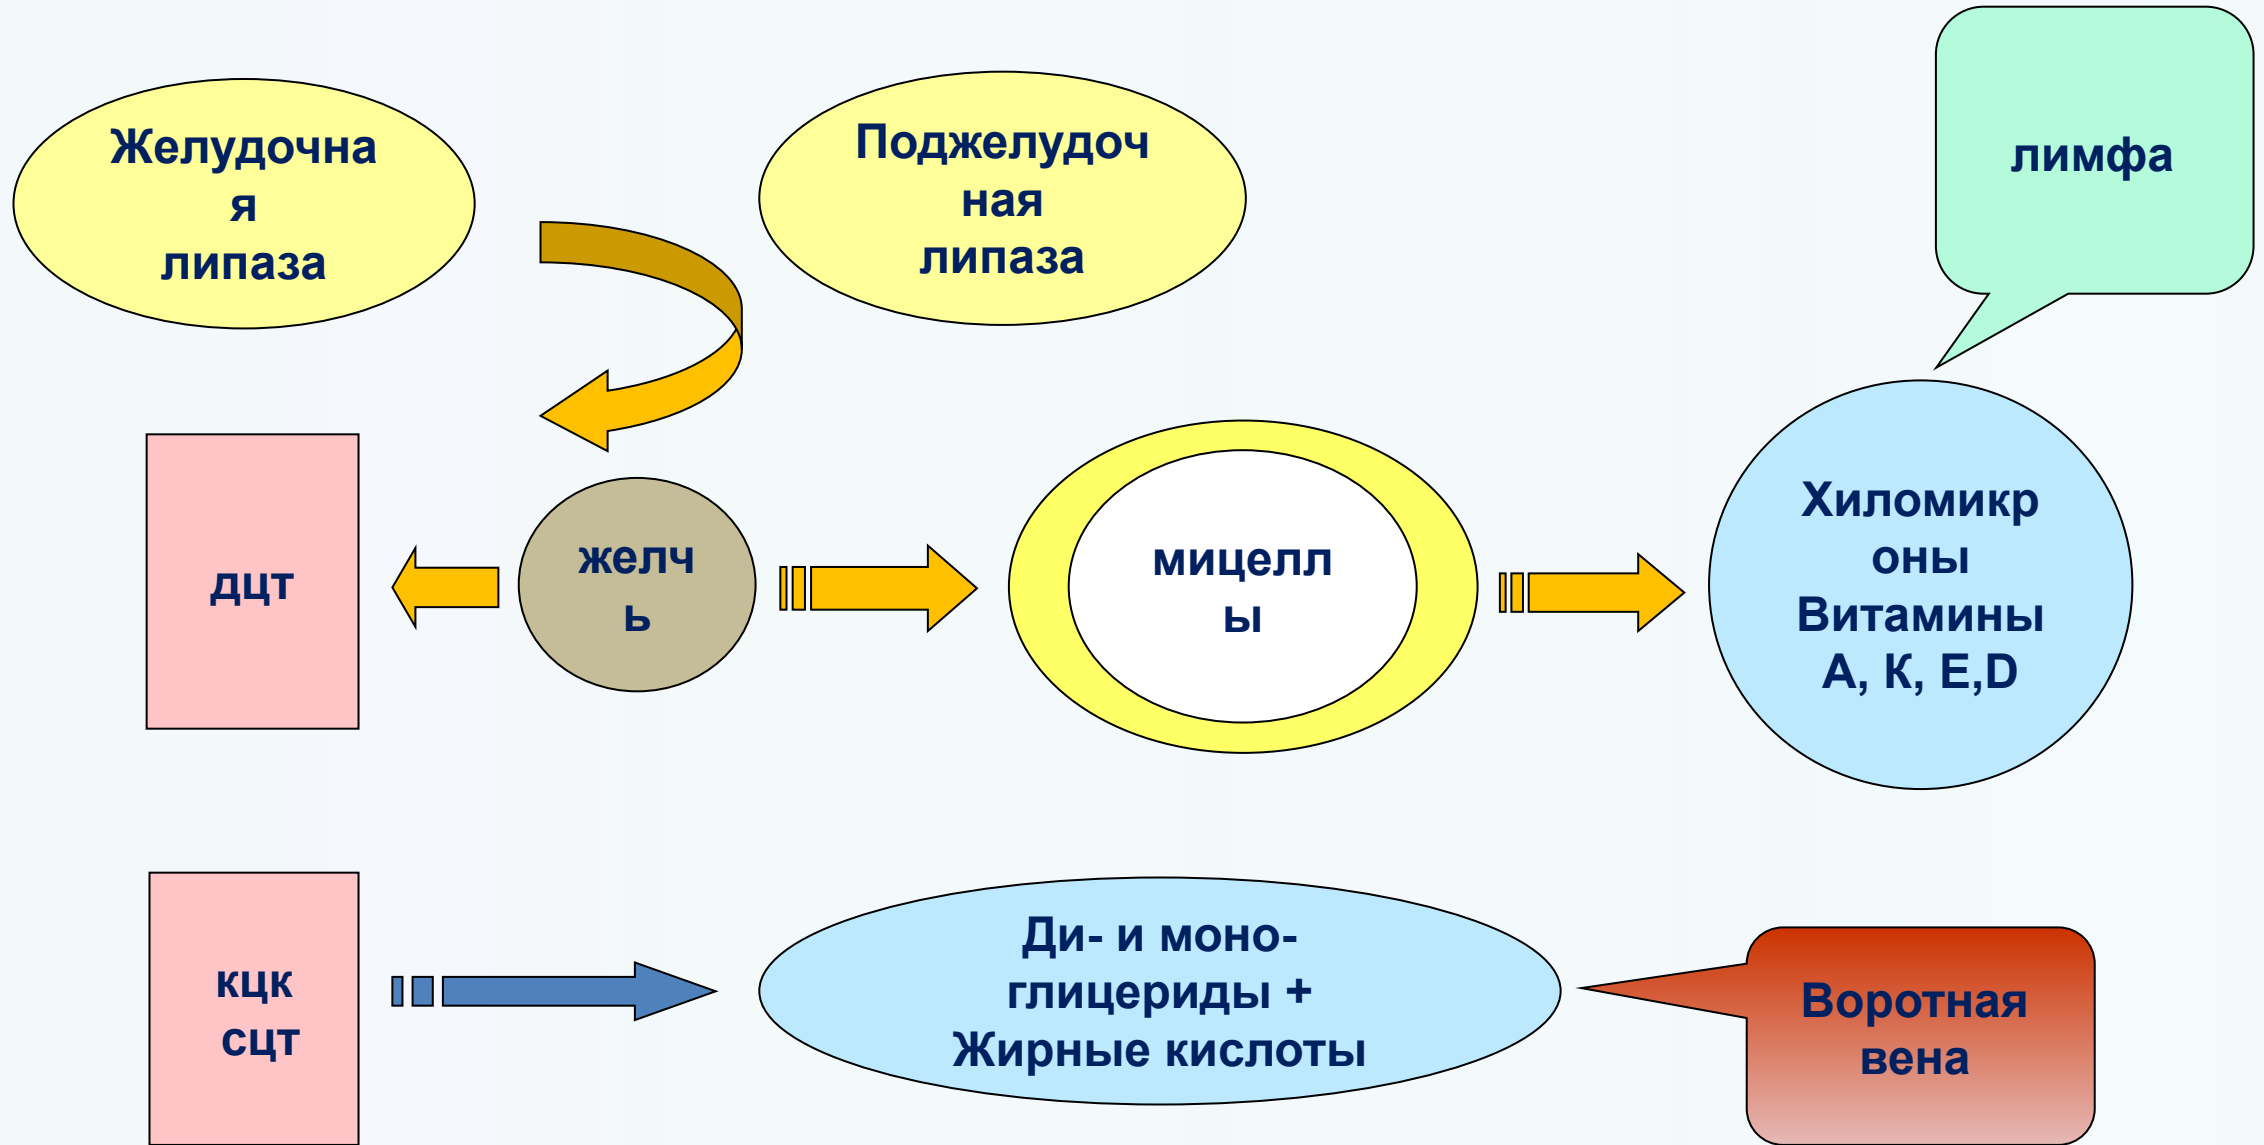 Желудочна
я
липаза
Поджелудоч
ная
липаза
лимфа
дцт
желч
ь
мицелл
ы
Хиломикр
оны
Витамины
А, К, Е,D
кцк
сцт
Ди- и моно-
глицериды +
Жирные кислоты
Воротная
вена